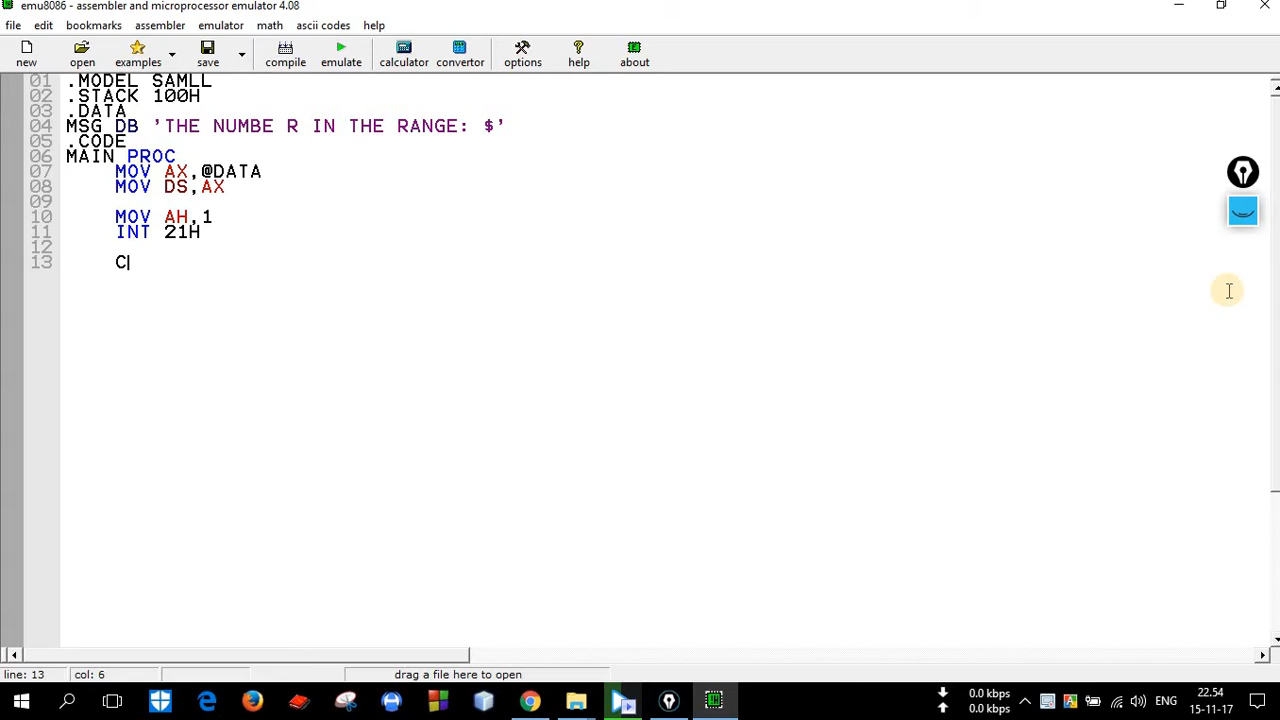 emu8086 - assembler and microprocessor emulator 4.08
file edit bookmarks assembler emulator math ascii codes help
new open examples save compile emulate calculator convertor options help about
01 .MODEL SAMLL
02 .STACK 100H
03 .DATA
04 MSG DB 'THE NUMBE R IN THE RANGE: $'
05 .CODE
06 MAIN PROC
07 MOV AX,@DATA
08 MOV DS,AX
09
10 MOV AH,1
11 INT 21H
12
13 C
line: 13 col: 6 drag a file here to open
0.0 kbps 22.54
0.0 kbps ENG 15-11-17